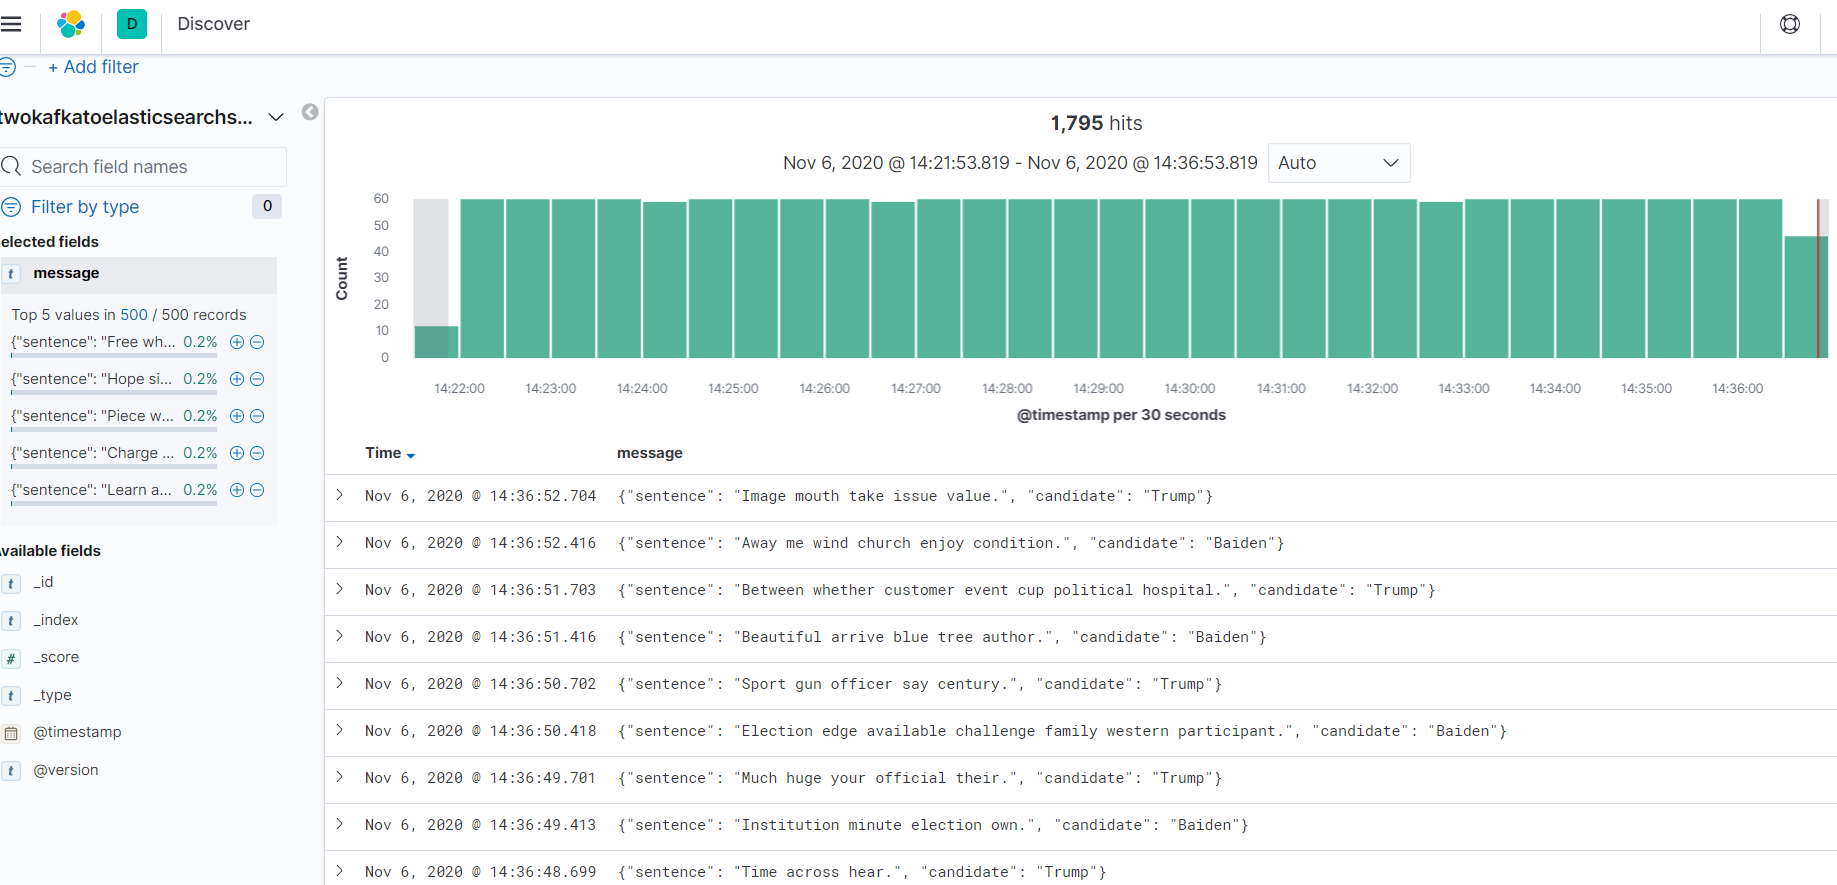 D Discover
+ Add filter
twokafkatoelasticsearchs...
Search field names
Filter by type 0
elected fields
t message
Top 5 values in 500 / 500 records
{"sentence": "Free wh... 0.2%
{"sentence": "Hope si... 0.2%
{"sentence": "Piece w... 0.2%
{"sentence": "Charge ... 0.2%
{"sentence": "Learn a... 0.2%
vailable fields
t _id
t _index
# _score
t _type
@timestamp
t @version
1,795 hits
Nov 6, 2020 @ 14:21:53.819 - Nov 6, 2020 @ 14:36:53.819 Auto
Count
60
50
40
30
20
10
0
14:22:00 14:23:00 14:24:00 14:25:00 14:26:00 14:27:00 14:28:00 14:29:00 14:30:00 14:31:00 14:32:00 14:33:00 14:34:00 14:35:00 14:36:00
@timestamp per 30 seconds
Time message
Nov 6, 2020 @ 14:36:52.704 {"sentence": "Image mouth take issue value.", "candidate": "Trump"}
Nov 6, 2020 @ 14:36:52.416 {"sentence": "Away me wind church enjoy condition.", "candidate": "Baiden"}
Nov 6, 2020 @ 14:36:51.703 {"sentence": "Between whether customer event cup political hospital.", "candidate": "Trump"}
Nov 6, 2020 @ 14:36:51.416 {"sentence": "Beautiful arrive blue tree author.", "candidate": "Baiden"}
Nov 6, 2020 @ 14:36:50.702 {"sentence": "Sport gun officer say century.", "candidate": "Trump"}
Nov 6, 2020 @ 14:36:50.418 {"sentence": "Election edge available challenge family western participant.", "candidate": "Baiden"}
Nov 6, 2020 @ 14:36:49.701 {"sentence": "Much huge your official their.", "candidate": "Trump"}
Nov 6, 2020 @ 14:36:49.413 {"sentence": "Institution minute election own.", "candidate": "Baiden"}
Nov 6, 2020 @ 14:36:48.699 {"sentence": "Time across hear.", "candidate": "Trump"}